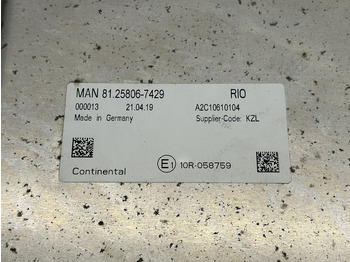 MAN 81.25806-7429 RIO
000013 21.04.19 A2C10610104
Made in Germany Supplier-Code: KZL
E1 10R-058759
Continental